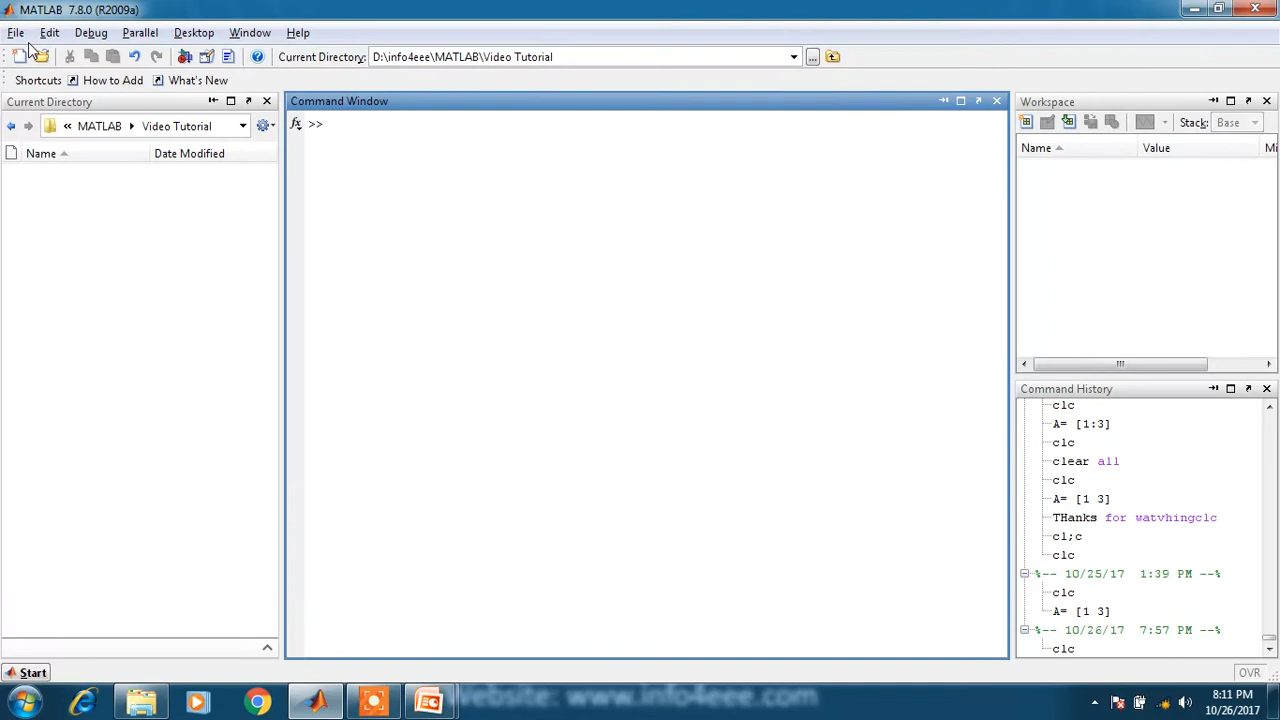 MATLAB 7.8.0 (R2009a)
File Edit Debug Parallel Desktop Window Help
Current Directory: D:\info4eee\MATLAB\Video Tutorial
Shortcuts How to Add What's New
Current Directory
« MATLAB Video Tutorial
Name Date Modified
Command Window
fx >>
Workspace
Stack: Base
Name Value Mi
Command History
clc
A= [1:3]
clc
clear all
clc
A= [1 3]
THanks for watvhingclc
cl;c
clc
%-- 10/25/17 1:39 PM --%
clc
A= [1 3]
%-- 10/26/17 7:57 PM --%
clc
Start
OVR
website: www.info4eee.com
8:11 PM
10/26/2017